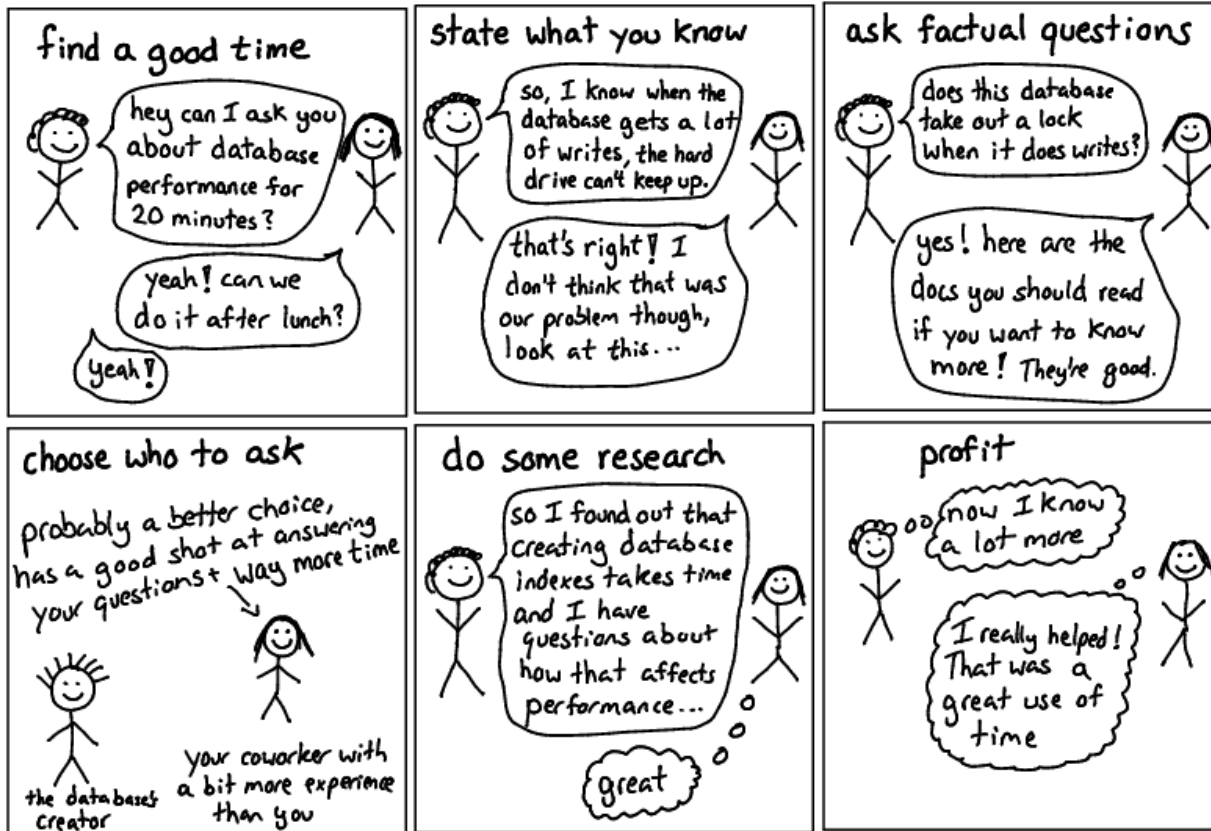 find a good time
hey can I ask you
about database
performance for
20 minutes?
yeah! can we
do it after lunch?
yeah!
state what you know
so, I know when the
database gets a lot
of writes, the hard
drive can't keep up.
that's right! I
don't think that was
our problem though,
look at this...
ask factual questions
does this database
take out a lock
when it does writes?
yes! here are the
docs you should read
if you want to know
more! They're good.
choose who to ask
probably a better choice,
has a good shot at answering
your questions + way more time
the database's
creator
your coworker with
a bit more experience
than you
do some research
so I found out that
creating database
indexes takes time
and I have
questions about
how that affects
performance...
great
profit
now I know
a lot more
I really helped!
That was a
great use of
time